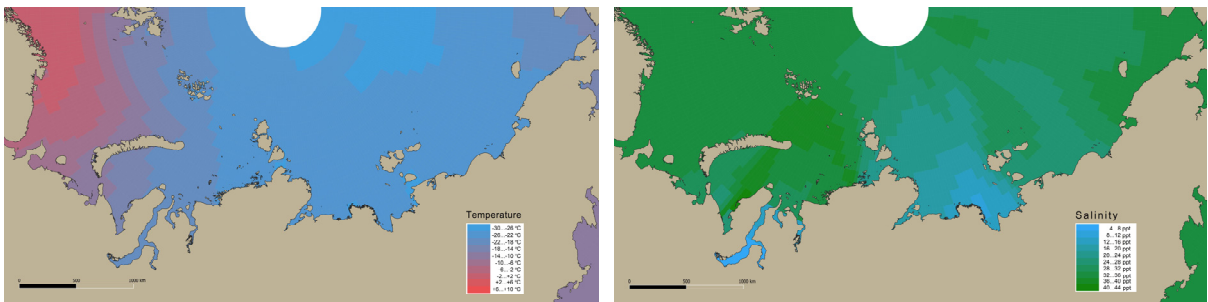 Temperature
-30...-26 °C
-26...-22 °C
-22...-18 °C
-18...-14 °C
-14...-10 °C
-10...-6 °C
-6...-2 °C
-2...+2 °C
+2...+6 °C
+6...+10 °C
0 500 1000 km
Salinity
4...8 ppt
8...12 ppt
12...16 ppt
16...20 ppt
20...24 ppt
24...28 ppt
28...32 ppt
32...36 ppt
36...40 ppt
40...44 ppt
0 500 1000 km